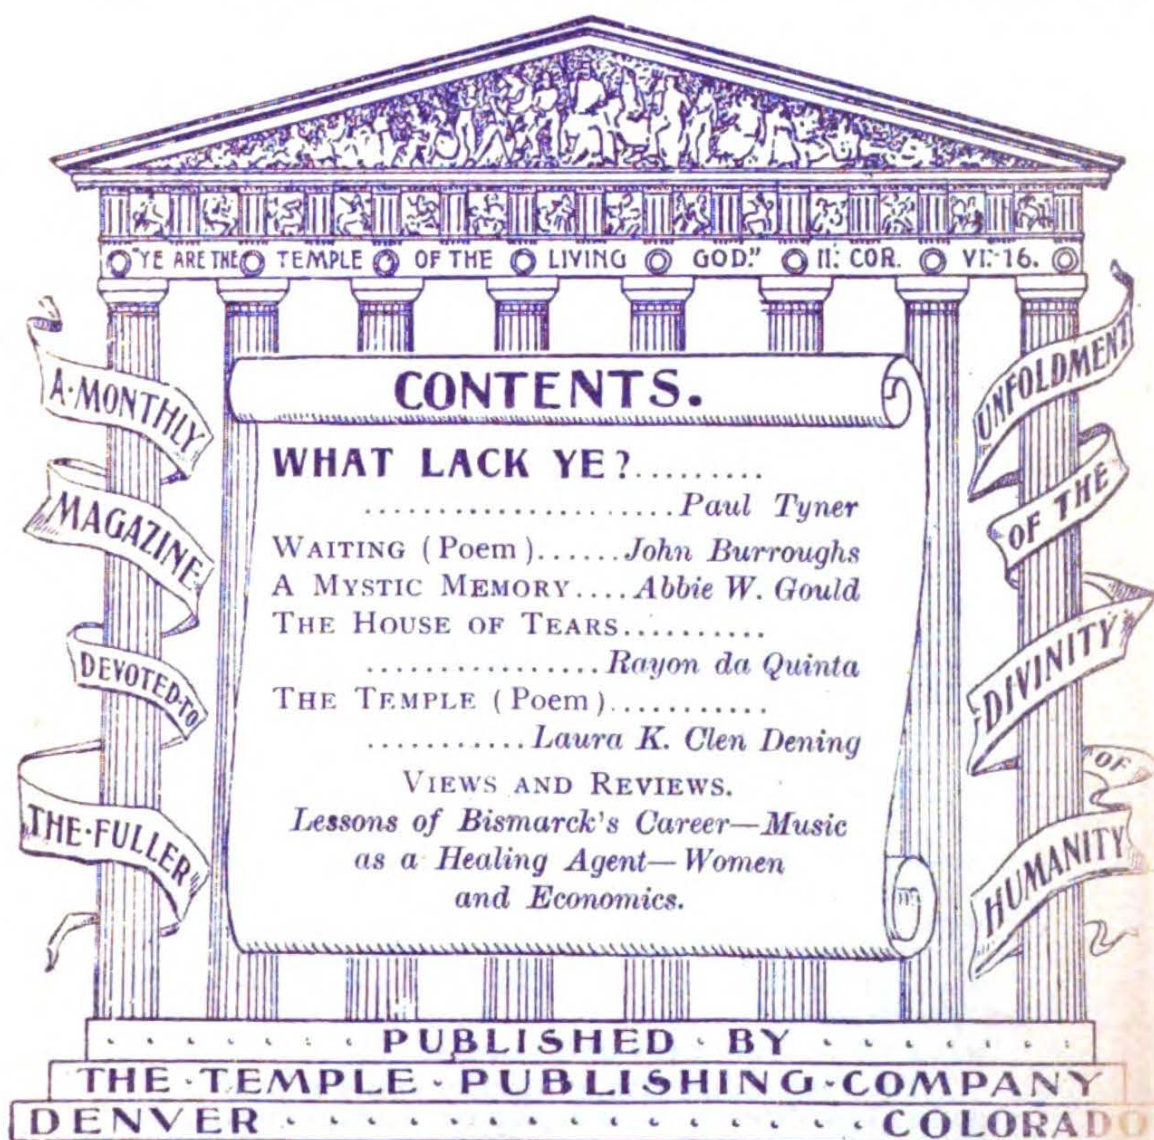 "YE ARE THE TEMPLE OF THE LIVING GOD." II. COR. VI.-16.
A·MONTHLY
MAGAZINE
DEVOTED·TO
THE·FULLER
CONTENTS.
WHAT LACK YE?.........
......................Paul Tyner
WAITING (Poem)......John Burroughs
A MYSTIC MEMORY....Abbie W. Gould
THE HOUSE OF TEARS..........
................Rayon da Quinta
THE TEMPLE (Poem)...........
...........Laura K. Clen Dening
VIEWS AND REVIEWS.
Lessons of Bismarck's Career—Music
as a Healing Agent—Women
and Economics.
UNFOLDMENT
OF THE
DIVINITY
OF
HUMANITY
PUBLISHED · BY
THE · TEMPLE · PUBLISHING · COMPANY
DENVER . . . . . . . . . . . . . . COLORADO